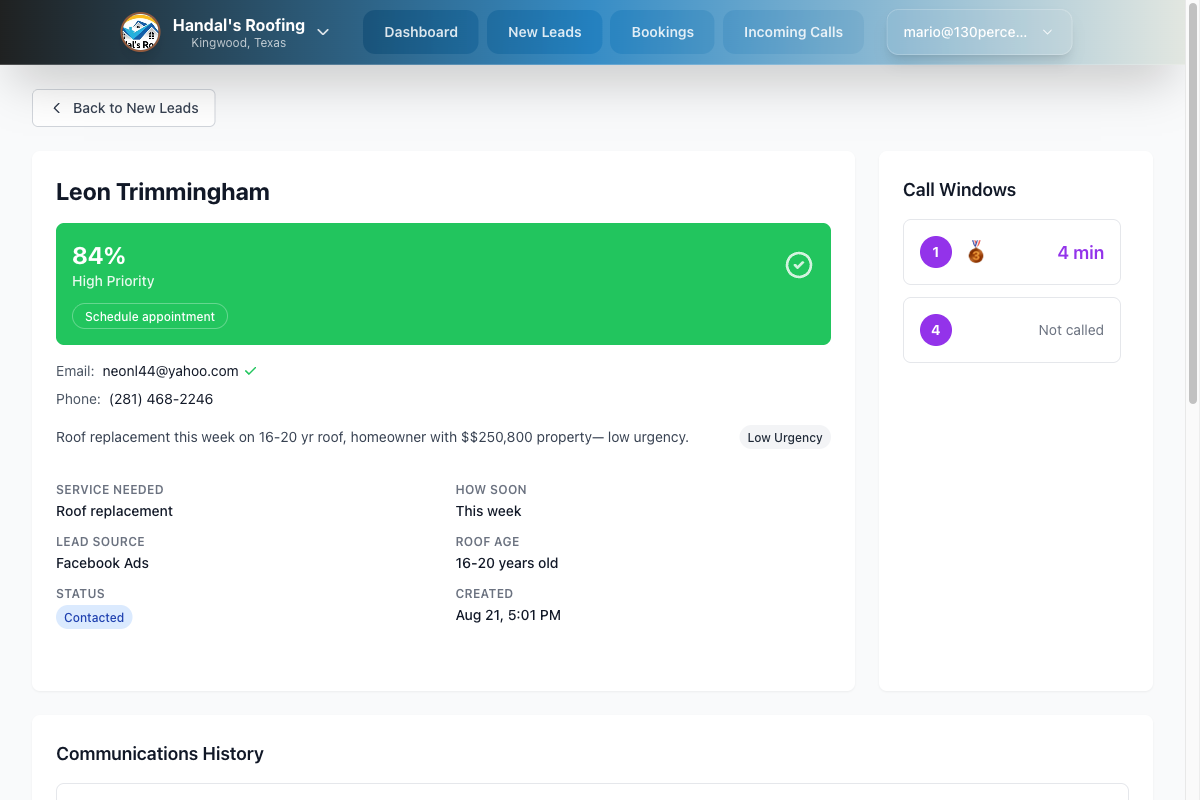 Handal's Roofing
Kingwood, Texas
al's Ro
Dashboard
New Leads
Bookings
Incoming Calls
mario@130perce...
Back to New Leads
Leon Trimmingham
84%
High Priority
Schedule appointment
Email: neonl44@yahoo.com
Phone: (281) 468-2246
Roof replacement this week on 16-20 yr roof, homeowner with $$250,800 property— low urgency.
Low Urgency
SERVICE NEEDED
Roof replacement
HOW SOON
This week
LEAD SOURCE
Facebook Ads
ROOF AGE
16-20 years old
STATUS
Contacted
CREATED
Aug 21, 5:01 PM
Call Windows
1 3 4 min
4 Not called
Communications History